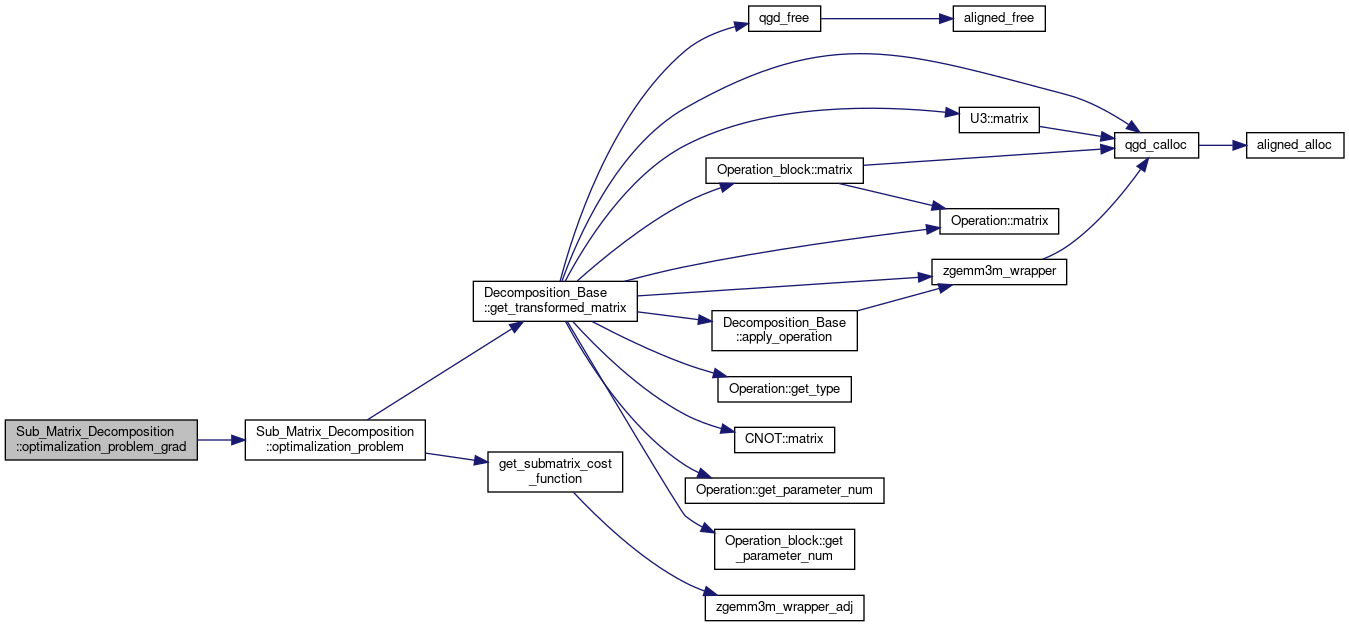 Sub_Matrix_Decomposition
::optimalization_problem_grad
Sub_Matrix_Decomposition
::optimalization_problem
Decomposition_Base
::get_transformed_matrix
get_submatrix_cost
_function
qgd_free
aligned_free
U3::matrix
Operation_block::matrix
qgd_calloc
aligned_alloc
Operation::matrix
zgemm3m_wrapper
Decomposition_Base
::apply_operation
Operation::get_type
CNOT::matrix
Operation::get_parameter_num
Operation_block::get
_parameter_num
zgemm3m_wrapper_adj